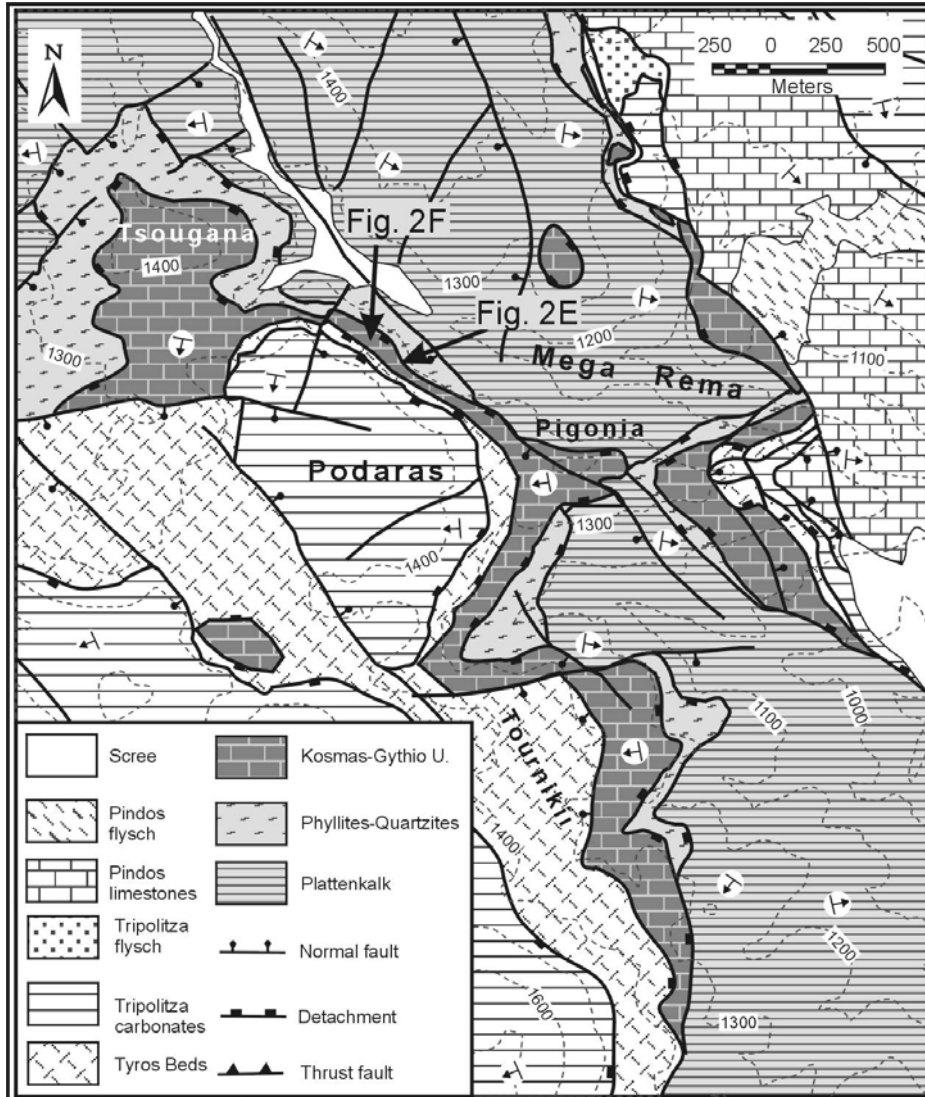 N
250 0 250 500
Meters
1400
1300
Tsougana
1400
Fig. 2F
1300
Fig. 2E
1200
1300
1100
Mega Rema
Pigonia
Podaras
1300
1400
1100
1000
Tourniki
1400
1200
1600
1300
Scree
Kosmas-Gythio U.
Pindos
flysch
Phyllites-Quartzites
Pindos
limestones
Plattenkalk
Tripolitza
flysch
Normal fault
Tripolitza
carbonates
Detachment
Tyros Beds
Thrust fault